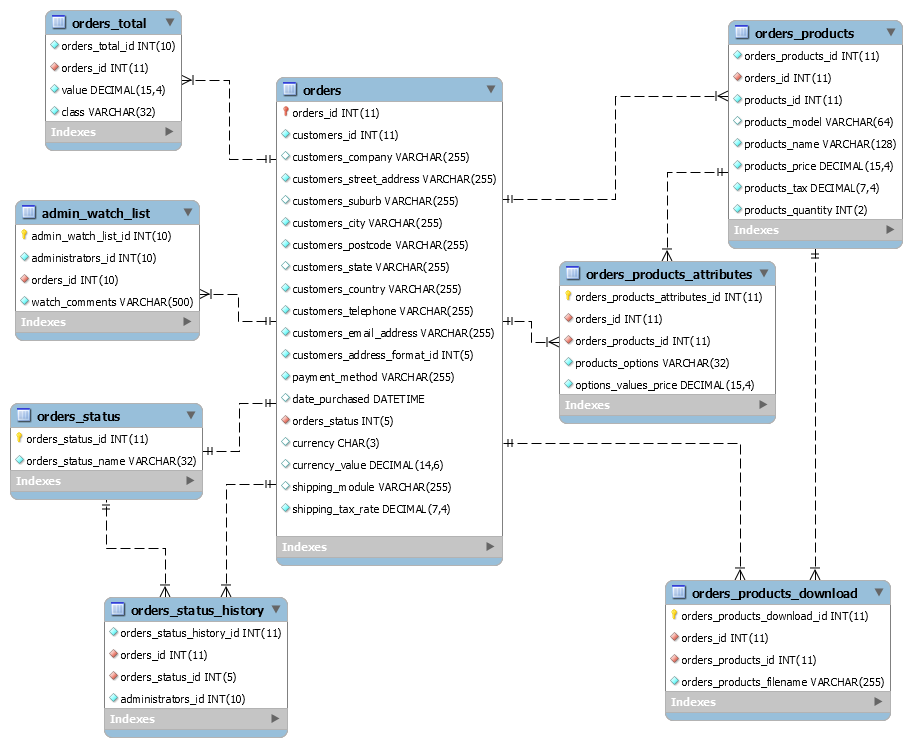 orders_total
orders_total_id INT(10)
orders_id INT(11)
value DECIMAL(15,4)
class VARCHAR(32)
Indexes
admin_watch_list
admin_watch_list_id INT(10)
administrators_id INT(10)
orders_id INT(10)
watch_comments VARCHAR(500)
Indexes
orders_status
orders_status_id INT(11)
orders_status_name VARCHAR(32)
Indexes
orders_status_history
orders_status_history_id INT(11)
orders_id INT(11)
orders_status_id INT(5)
administrators_id INT(10)
Indexes
orders
orders_id INT(11)
customers_id INT(11)
customers_company VARCHAR(255)
customers_street_address VARCHAR(255)
customers_suburb VARCHAR(255)
customers_city VARCHAR(255)
customers_postcode VARCHAR(255)
customers_state VARCHAR(255)
customers_country VARCHAR(255)
customers_telephone VARCHAR(255)
customers_email_address VARCHAR(255)
customers_address_format_id INT(5)
payment_method VARCHAR(255)
date_purchased DATETIME
orders_status INT(5)
currency CHAR(3)
currency_value DECIMAL(14,6)
shipping_module VARCHAR(255)
shipping_tax_rate DECIMAL(7,4)
Indexes
orders_products
orders_products_id INT(11)
orders_id INT(11)
products_id INT(11)
products_model VARCHAR(64)
products_name VARCHAR(128)
products_price DECIMAL(15,4)
products_tax DECIMAL(7,4)
products_quantity INT(2)
Indexes
orders_products_attributes
orders_products_attributes_id INT(11)
orders_id INT(11)
orders_products_id INT(11)
products_options VARCHAR(32)
options_values_price DECIMAL(15,4)
Indexes
orders_products_download
orders_products_download_id INT(11)
orders_id INT(11)
orders_products_id INT(11)
orders_products_filename VARCHAR(255)
Indexes